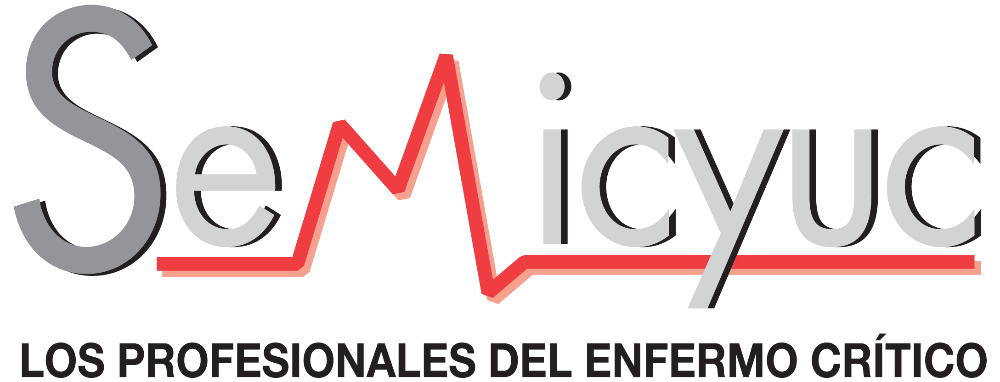 SeMicyuc
LOS PROFESIONALES DEL ENFERMO CRÍTICO